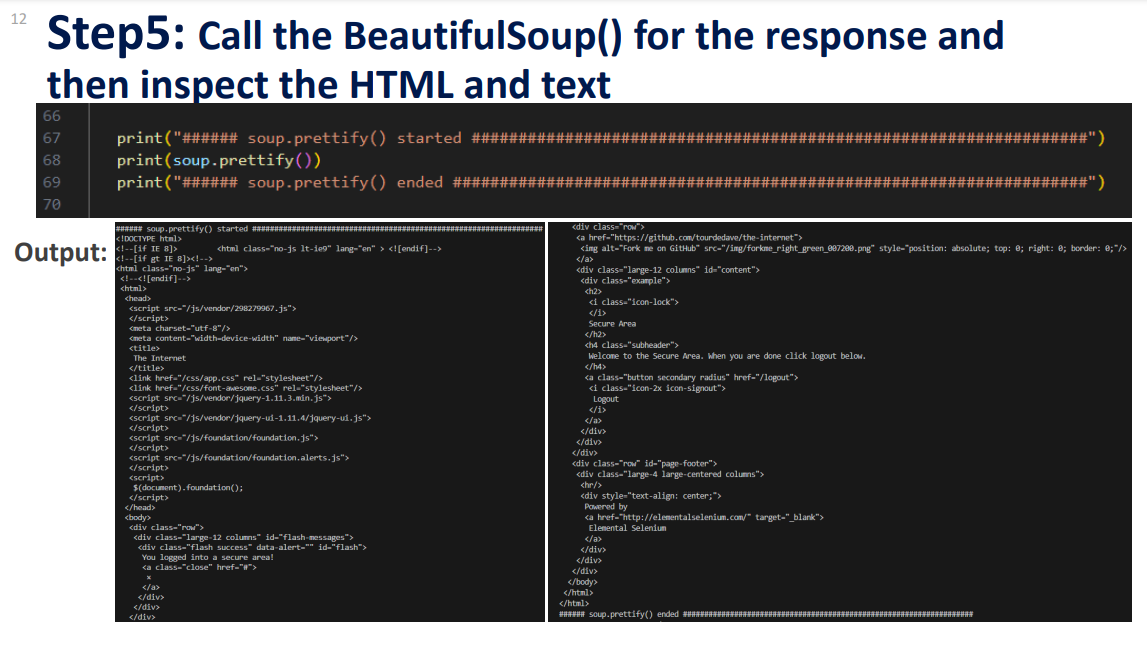 12
Step5: Call the BeautifulSoup() for the response and
then inspect the HTML and text
66
67 print("###### soup.prettify() started ##################################################################")
68 print(soup.prettify())
69 print("###### soup.prettify() ended ####################################################################")
70
Output:
###### soup.prettify() started ##################################################################
<!DOCTYPE html>
<!--[if IE 8]> <html class="no-js lt-ie9" lang="en" > <![endif]-->
<!--[if gt IE 8]><!-->
<html class="no-js" lang="en">
<!--<![endif]-->
<html>
<head>
<script src="/js/vendor/298279967.js">
</script>
<meta charset="utf-8"/>
<meta content="width=device-width" name="viewport"/>
<title>
The Internet
</title>
<link href="/css/app.css" rel="stylesheet"/>
<link href="/css/font-awesome.css" rel="stylesheet"/>
<script src="/js/vendor/jquery-1.11.3.min.js">
</script>
<script src="/js/vendor/jquery-ui-1.11.4/jquery-ui.js">
</script>
<script src="/js/foundation/foundation.js">
</script>
<script src="/js/foundation/foundation.alerts.js">
</script>
<script>
$(document).foundation();
</script>
</head>
<body>
<div class="row">
<div class="large-12 columns" id="flash-messages">
<div class="flash success" data-alert="" id="flash">
You logged into a secure area!
<a class="close" href="#">
×
</a>
</div>
</div>
</div>
<div class="row">
<a href="https://github.com/tourdedave/the-internet">
<img alt="Fork me on GitHub" src="/img/forkme_right_green_007200.png" style="position: absolute; top: 0; right: 0; border: 0;"/>
</a>
<div class="large-12 columns" id="content">
<div class="example">
<h2>
<i class="icon-lock">
</i>
Secure Area
</h2>
<h4 class="subheader">
Welcome to the Secure Area. When you are done click logout below.
</h4>
<a class="button secondary radius" href="/logout">
<i class="icon-2x icon-signout">
Logout
</i>
</a>
</div>
</div>
</div>
<div class="row" id="page-footer">
<div class="large-4 large-centered columns">
<hr/>
<div style="text-align: center;">
Powered by
<a href="http://elementalselenium.com/" target="_blank">
Elemental Selenium
</a>
</div>
</div>
</div>
</body>
</html>
</html>
###### soup.prettify() ended ####################################################################